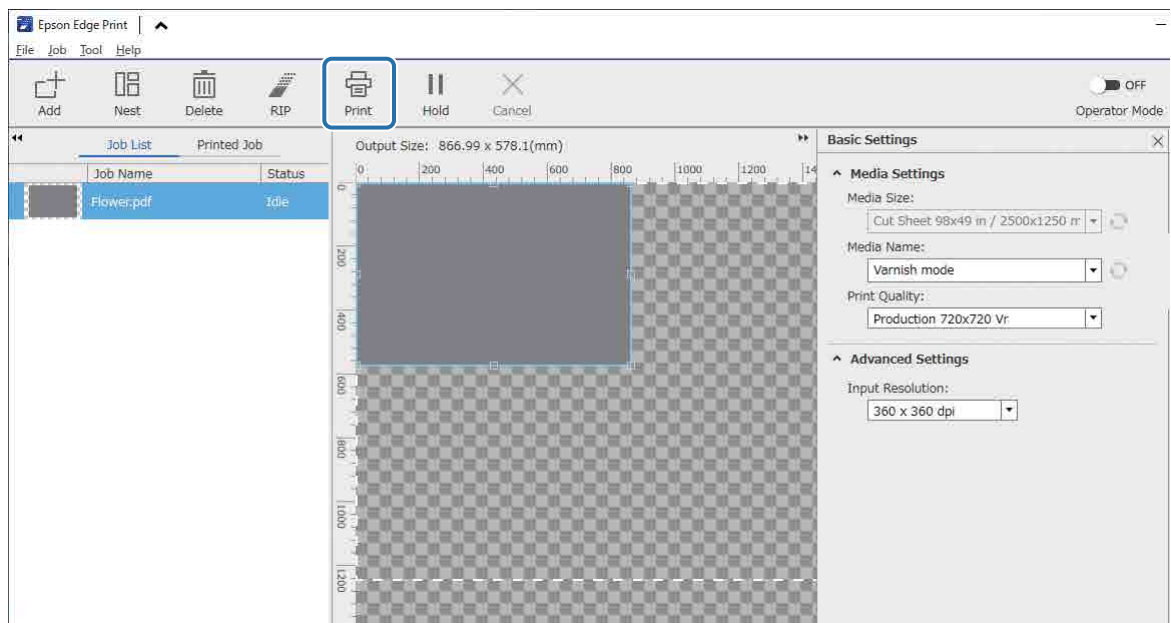 Epson Edge Print
File Job Tool Help
Add Nest Delete RIP Print Hold Cancel
OFF
Operator Mode
Job List Printed Job
Job Name Status
Flower.pdf Idle
Output Size: 866.99 x 578.1(mm)
0 200 400 600 800 1000 1200 14
0
200
400
600
800
1000
1200
Basic Settings
Media Settings
Media Size:
Cut Sheet 98x49 in / 2500x1250 m
Media Name:
Varnish mode
Print Quality:
Production 720x720 Vr
Advanced Settings
Input Resolution:
360 x 360 dpi